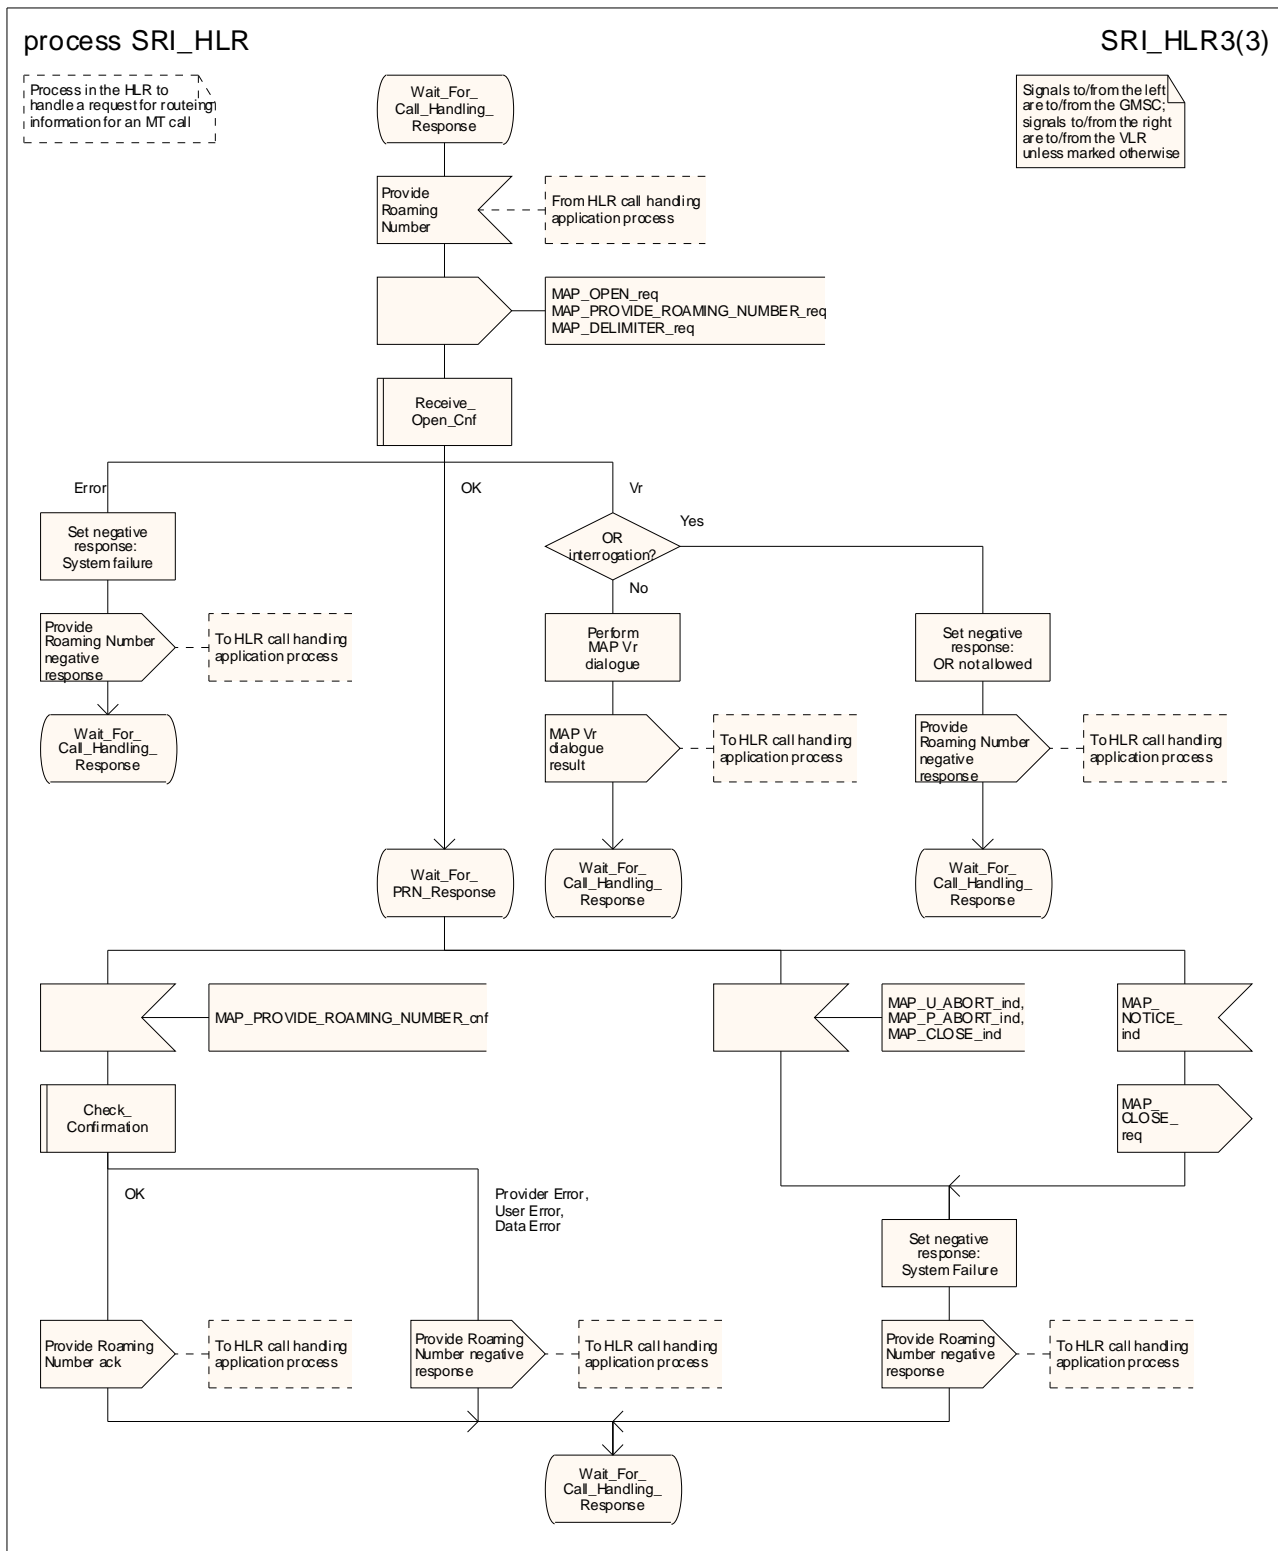 process SRI_HLR
SRI_HLR3(3)
Process in the HLR to
handle a request for routeing
information for an MT call
Wait_For_
Call_Handling_
Response
Signals to/from the left
are to/from the GMSC;
signals to/from the right
are to/from the VLR
unless marked otherwise
Provide
Roaming
Number
From HLR call handling
application process
MAP_OPEN_req
MAP_PROVIDE_ROAMING_NUMBER_req
MAP_DELIMITER_req
Receive_
Open_Cnf
Error
OK
Vr
Set negative
response:
System failure
OR
interrogation?
Yes
No
Provide
Roaming Number
negative
response
To HLR call handling
application process
Perform
MAP Vr
dialogue
Set negative
response:
OR not allowed
Wait_For_
Call_Handling_
Response
MAP Vr
dialogue
result
To HLR call handling
application process
Provide
Roaming Number
negative
response
To HLR call handling
application process
Wait_For_
PRN_Response
Wait_For_
Call_Handling_
Response
Wait_For_
Call_Handling_
Response
MAP_PROVIDE_ROAMING_NUMBER_cnf
MAP_U_ABORT_ind,
MAP_P_ABORT_ind,
MAP_CLOSE_ind
MAP_
NOTICE_
ind
Check_
Confirmation
MAP_
CLOSE_
req
OK
Provider Error,
User Error,
Data Error
Set negative
response:
System Failure
Provide Roaming
Number ack
To HLR call handling
application process
Provide Roaming
Number negative
response
To HLR call handling
application process
Provide Roaming
Number negative
response
To HLR call handling
application process
Wait_For_
Call_Handling_
Response